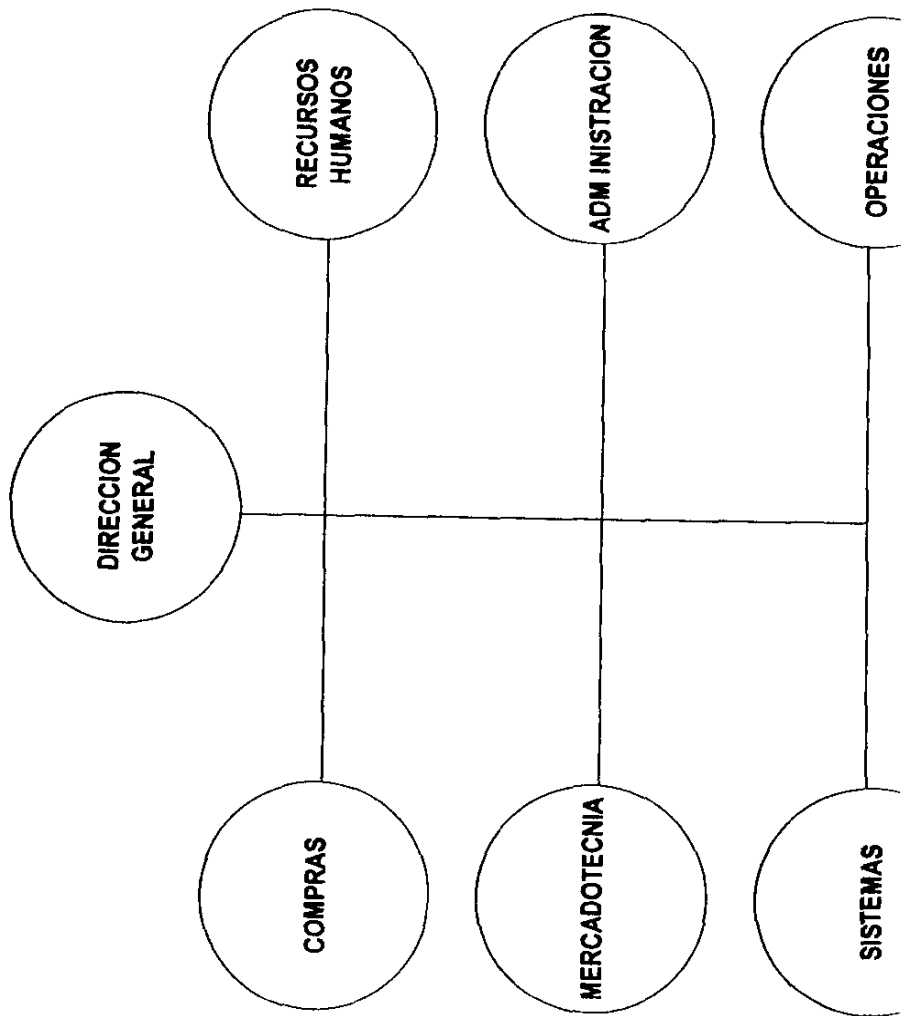 DIRECCION
GENERAL
COMPRAS
RECURSOS
HUMANOS
MERCADOTECNIA
ADM INISTRACION
SISTEMAS
OPERACIONES